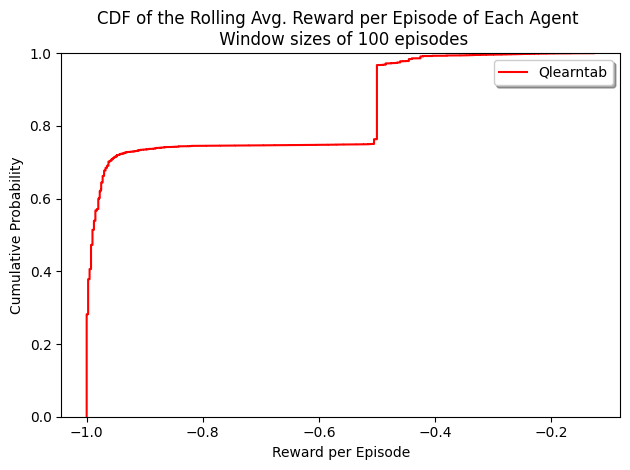 CDF of the Rolling Avg. Reward per Episode of Each Agent
Window sizes of 100 episodes
Qlearntab
1.0
0.8
0.6
0.4
0.2
0.0
Cumulative Probability
−1.0
−0.8
−0.6
−0.4
−0.2
Reward per Episode